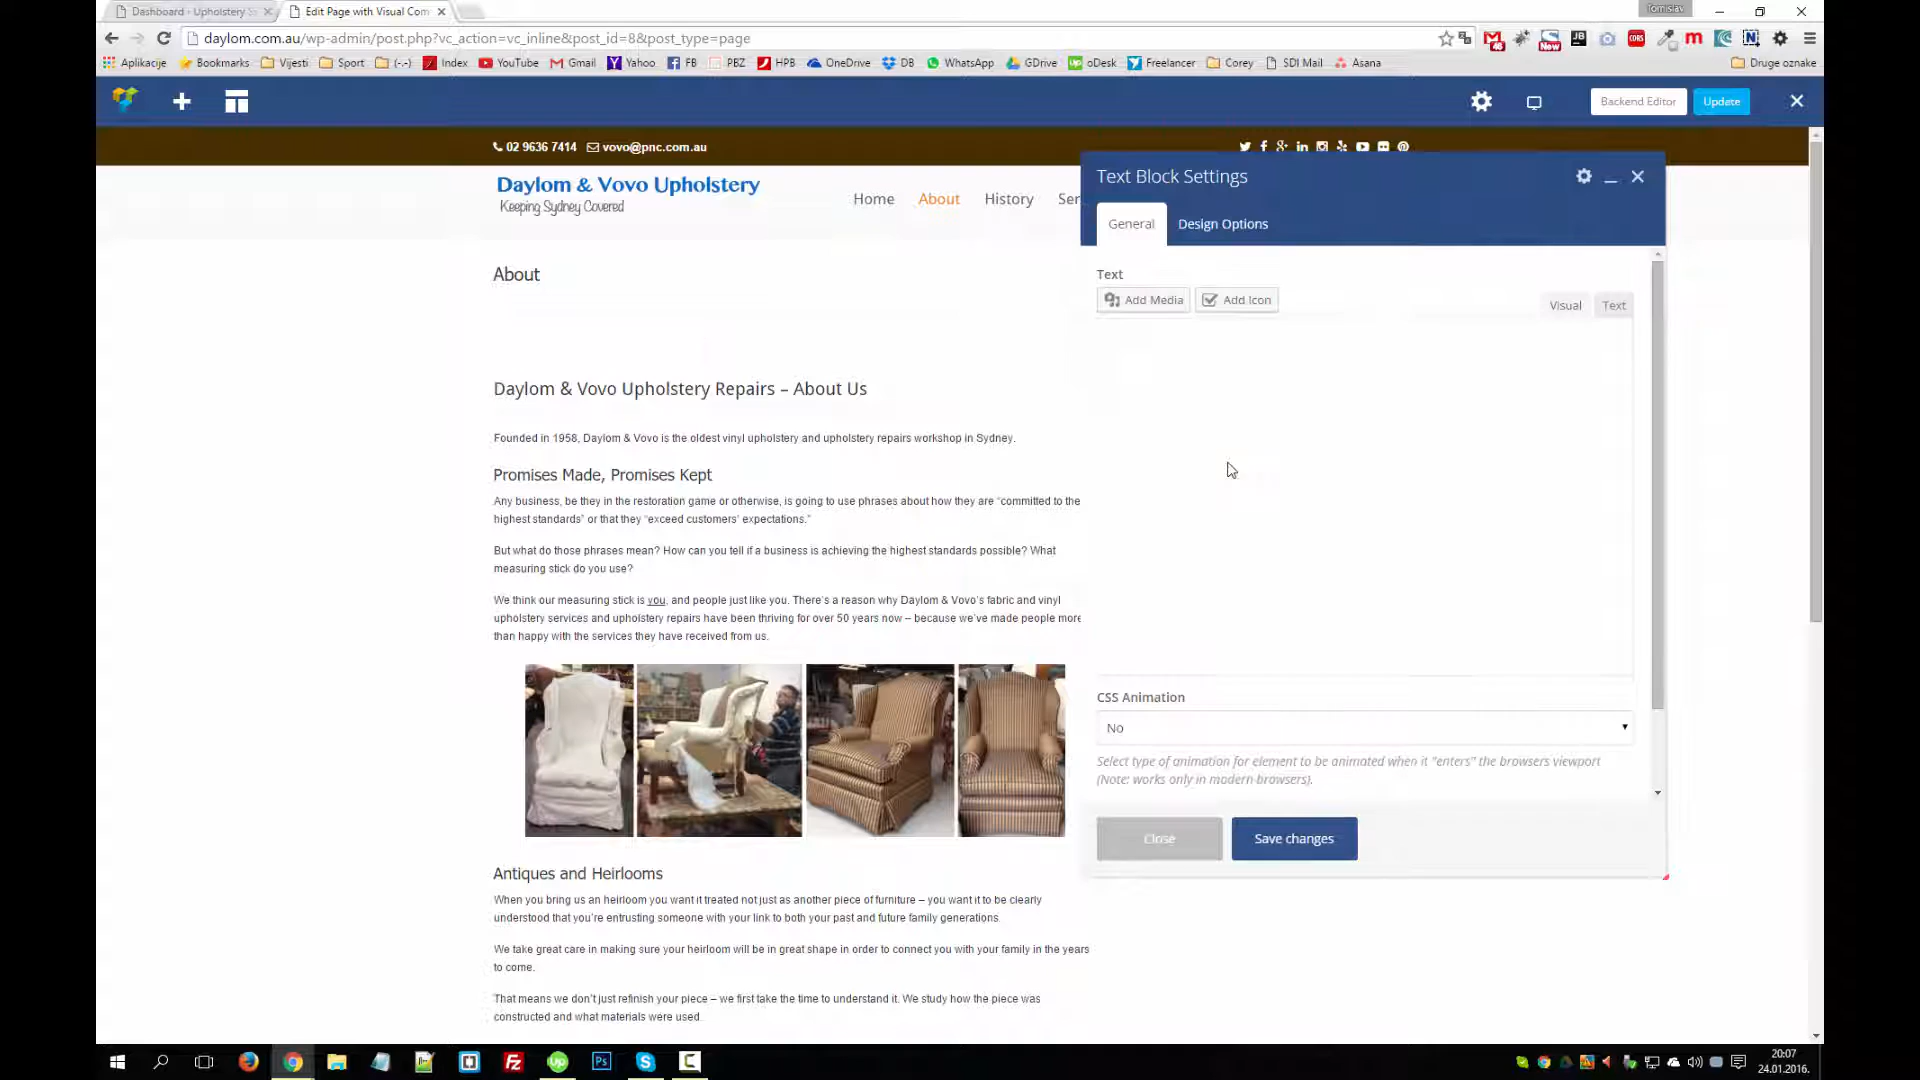 Dashboard - Upholstery S
Edit Page with Visual Com
Tomislav
daylom.com.au/wp-admin/post.php?vc_action=vc_inline&post_id=8&post_type=page
Aplikacije
Bookmarks
Vijesti
Sport
(-.-)
Index
YouTube
Gmail
Yahoo
FB
PBZ
HPB
OneDrive
DB
WhatsApp
GDrive
oDesk
Freelancer
Corey
SDI Mail
Asana
Druge oznake
Backend Editor
Update
02 9636 7414
vovo@pnc.com.au
Daylom & Vovo Upholstery
Keeping Sydney Covered
Home
About
History
Ser
Text Block Settings
General
Design Options
Text
Add Media
Add Icon
Visual
Text
CSS Animation
No
Select type of animation for element to be animated when it "enters" the browsers viewport
(Note: works only in modern browsers).
Close
Save changes
About
Daylom & Vovo Upholstery Repairs – About Us
Founded in 1958, Daylom & Vovo is the oldest vinyl upholstery and upholstery repairs workshop in Sydney.
Promises Made, Promises Kept
Any business, be they in the restoration game or otherwise, is going to use phrases about how they are “committed to the
highest standards” or that they “exceed customers’ expectations.”
But what do those phrases mean? How can you tell if a business is achieving the highest standards possible? What
measuring stick do you use?
We think our measuring stick is you, and people just like you. There’s a reason why Daylom & Vovo’s fabric and vinyl
upholstery services and upholstery repairs have been thriving for over 50 years now – because we’ve made people more
than happy with the services they have received from us.
Antiques and Heirlooms
When you bring us an heirloom you want it treated not just as another piece of furniture – you want it to be clearly
understood that you’re entrusting someone with your link to both your past and future family generations.
We take great care in making sure your heirloom will be in great shape in order to connect you with your family in the years
to come.
That means we don’t just refinish your piece – we first take the time to understand it. We study how the piece was
constructed and what materials were used.
20:07
24.01.2016.